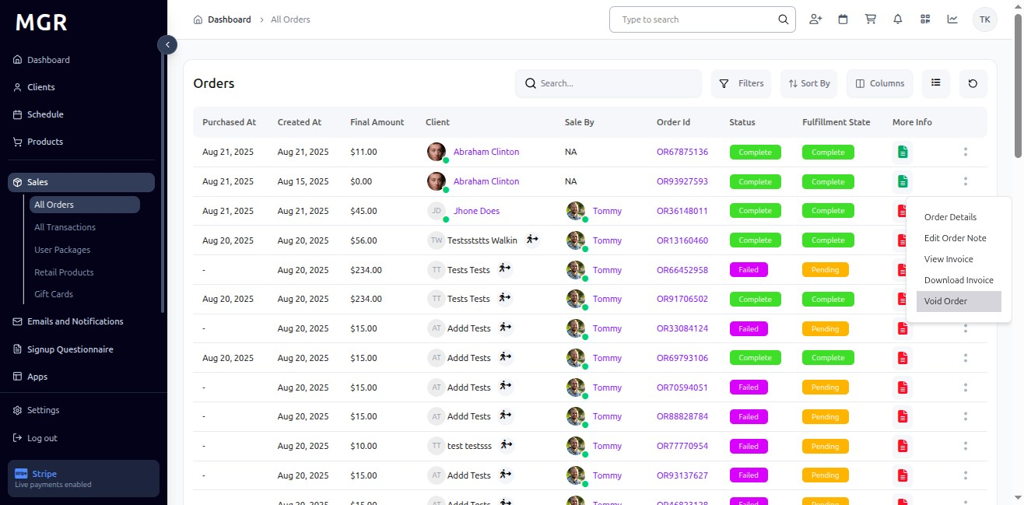 MGR
Dashboard
Clients
Schedule
Products
Sales
All Orders
All Transactions
User Packages
Retail Products
Gift Cards
Emails and Notifications
Signup Questionnaire
Apps
Settings
Log out
stripe Stripe
Live payments enabled
Dashboard > All Orders
Type to search
TK
Orders
Search...
Filters
Sort By
Columns
Purchased At Created At Final Amount Client Sale By Order Id Status Fulfillment State More Info
Aug 21, 2025 Aug 21, 2025 $11.00 Abraham Clinton NA OR67875136 Complete Complete
Aug 21, 2025 Aug 15, 2025 $0.00 Abraham Clinton NA OR93927593 Complete Complete
Aug 21, 2025 Aug 21, 2025 $45.00 JD Jhone Does Tommy OR36148011 Complete Complete
Aug 20, 2025 Aug 20, 2025 $56.00 TW Testsststts Walkin Tommy OR13160460 Complete Complete
- Aug 20, 2025 $234.00 TT Tests Tests Tommy OR66452958 Failed Pending
Aug 20, 2025 Aug 20, 2025 $234.00 TT Tests Tests Tommy OR91706502 Complete Complete
- Aug 20, 2025 $15.00 AT Addd Tests Tommy OR33084124 Failed Pending
Aug 20, 2025 Aug 20, 2025 $15.00 AT Addd Tests Tommy OR69793106 Complete Complete
- Aug 20, 2025 $15.00 AT Addd Tests Tommy OR70594051 Failed Pending
- Aug 20, 2025 $15.00 AT Addd Tests Tommy OR88828784 Failed Pending
- Aug 20, 2025 $10.00 TT test testsss Tommy OR77770954 Failed Pending
- Aug 20, 2025 $15.00 AT Addd Tests Tommy OR93137627 Failed Pending
Order Details
Edit Order Note
View Invoice
Download Invoice
Void Order